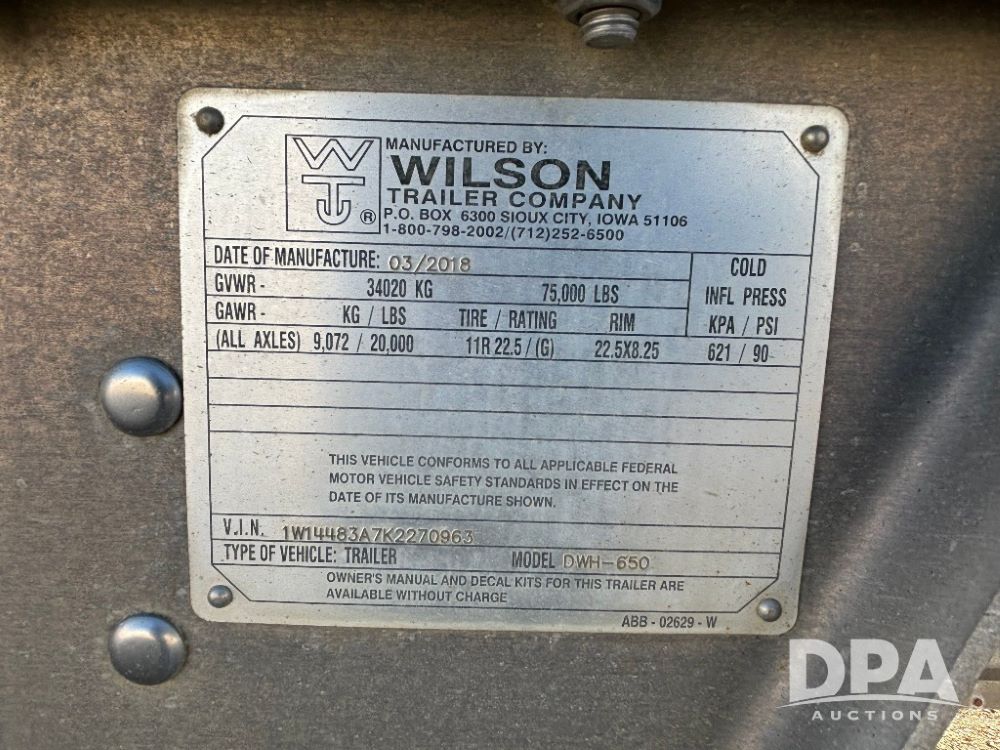 MANUFACTURED BY:
WILSON
TRAILER COMPANY
P.O. BOX 6300 SIOUX CITY, IOWA 51106
1-800-798-2002/(712)252-6500
WT ®
DATE OF MANUFACTURE: 03/2018
COLD
INFL PRESS
KPA / PSI
GVWR - 34020 KG 75,000 LBS
GAWR - KG / LBS TIRE / RATING RIM
(ALL AXLES) 9,072 / 20,000 11R 22.5 / (G) 22.5X8.25 621 / 90
THIS VEHICLE CONFORMS TO ALL APPLICABLE FEDERAL
MOTOR VEHICLE SAFETY STANDARDS IN EFFECT ON THE
DATE OF ITS MANUFACTURE SHOWN.
V.I.N. 1W14483A7K2270963
TYPE OF VEHICLE: TRAILER MODEL DWH-650
OWNER'S MANUAL AND DECAL KITS FOR THIS TRAILER ARE
AVAILABLE WITHOUT CHARGE
ABB - 02629 - W
DPA
AUCTIONS